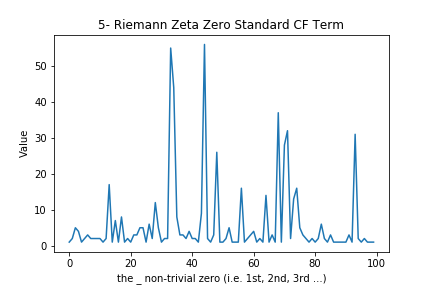 5- Riemann Zeta Zero Standard CF Term
Value
50
40
30
20
10
0
0 20 40 60 80 100
the _ non-trivial zero (i.e. 1st, 2nd, 3rd ...)